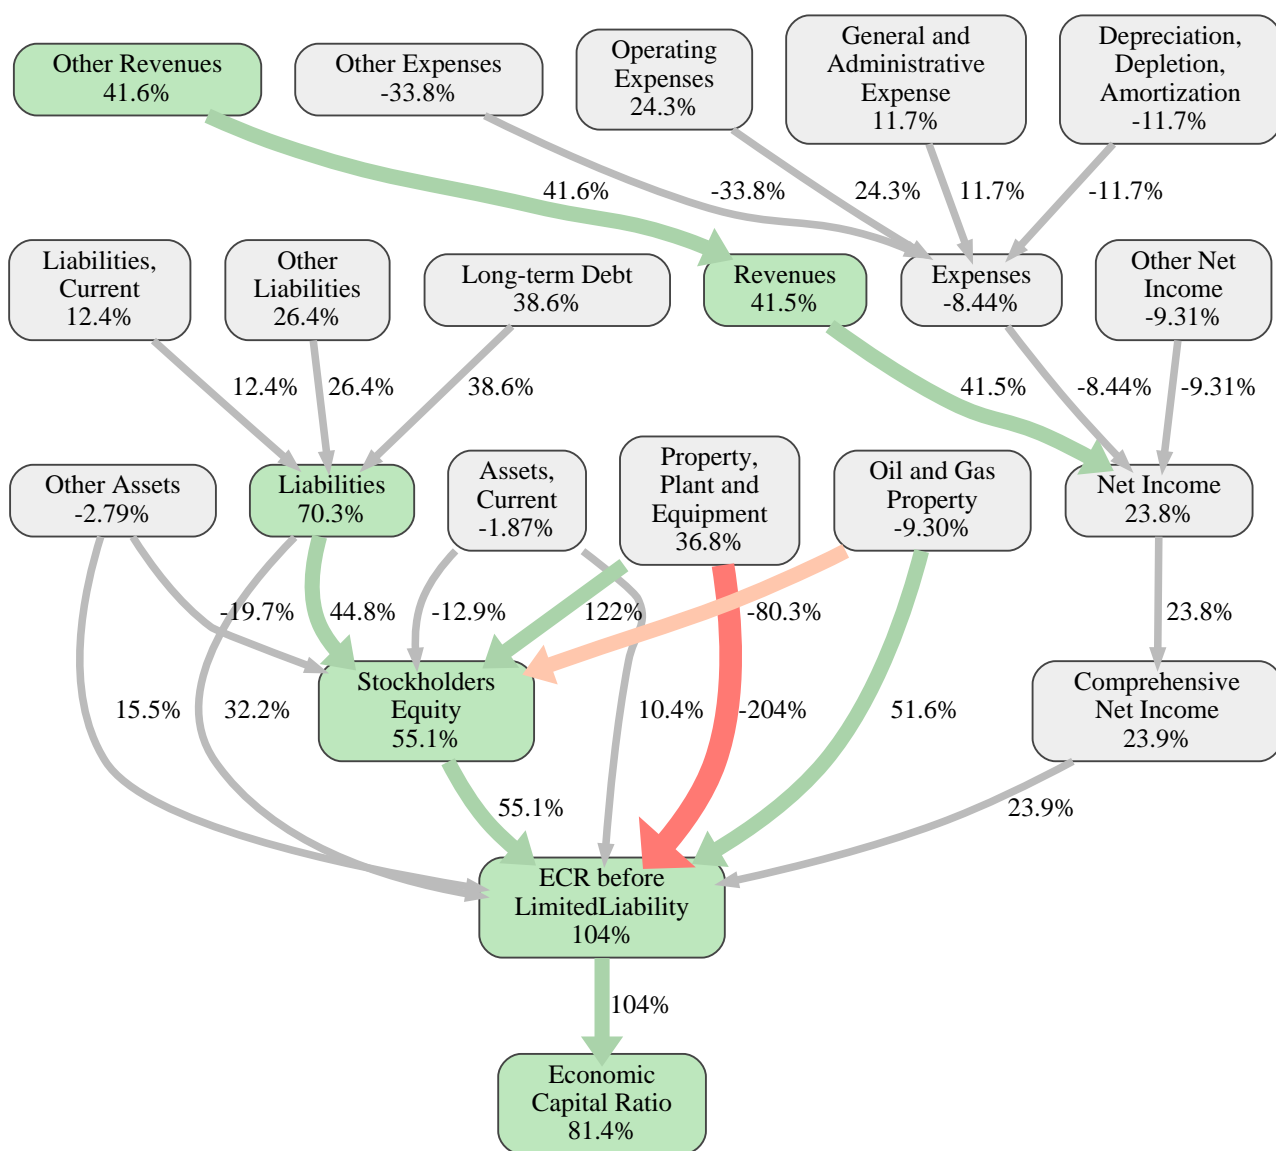 Other Revenues
41.6%
Other Expenses
-33.8%
Operating
Expenses
24.3%
General and
Administrative
Expense
11.7%
Depreciation,
Depletion,
Amortization
-11.7%
41.6%
-33.8%
24.3%
11.7%
-11.7%
Liabilities,
Current
12.4%
Other
Liabilities
26.4%
Long-term Debt
38.6%
Revenues
41.5%
Expenses
-8.44%
Other Net
Income
-9.31%
12.4%
26.4%
38.6%
41.5%
-8.44%
-9.31%
Other Assets
-2.79%
Liabilities
70.3%
Assets,
Current
-1.87%
Property,
Plant and
Equipment
36.8%
Oil and Gas
Property
-9.30%
Net Income
23.8%
-19.7%
44.8%
-12.9%
122%
-80.3%
23.8%
Stockholders
Equity
55.1%
Comprehensive
Net Income
23.9%
15.5%
32.2%
10.4%
-204%
51.6%
55.1%
23.9%
ECR before
LimitedLiability
104%
104%
Economic
Capital Ratio
81.4%